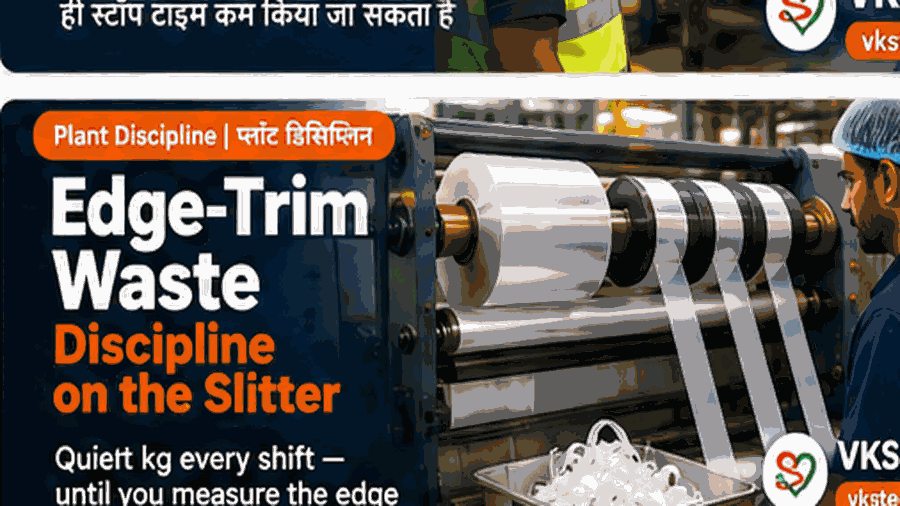 ही स्टॉप टाइम कम किया जा सकता है
VKS
vks
Plant Discipline | प्लांट डिसिप्लिन
Edge-Trim
Waste
Discipline
on the Slitter
Quiett kg every shift —
until you measure the edge
VKS
vkste